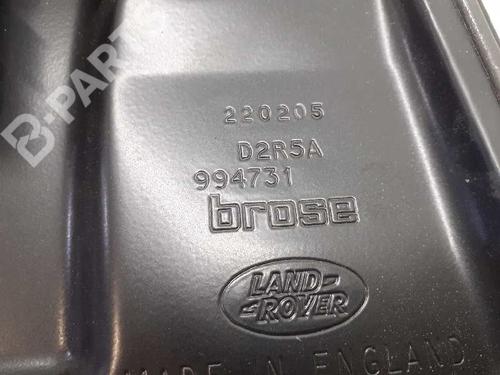 B-PARTS
220205
D2R5A
994731
brose
LAND-
-ROVER
MADE IN ENGLAND